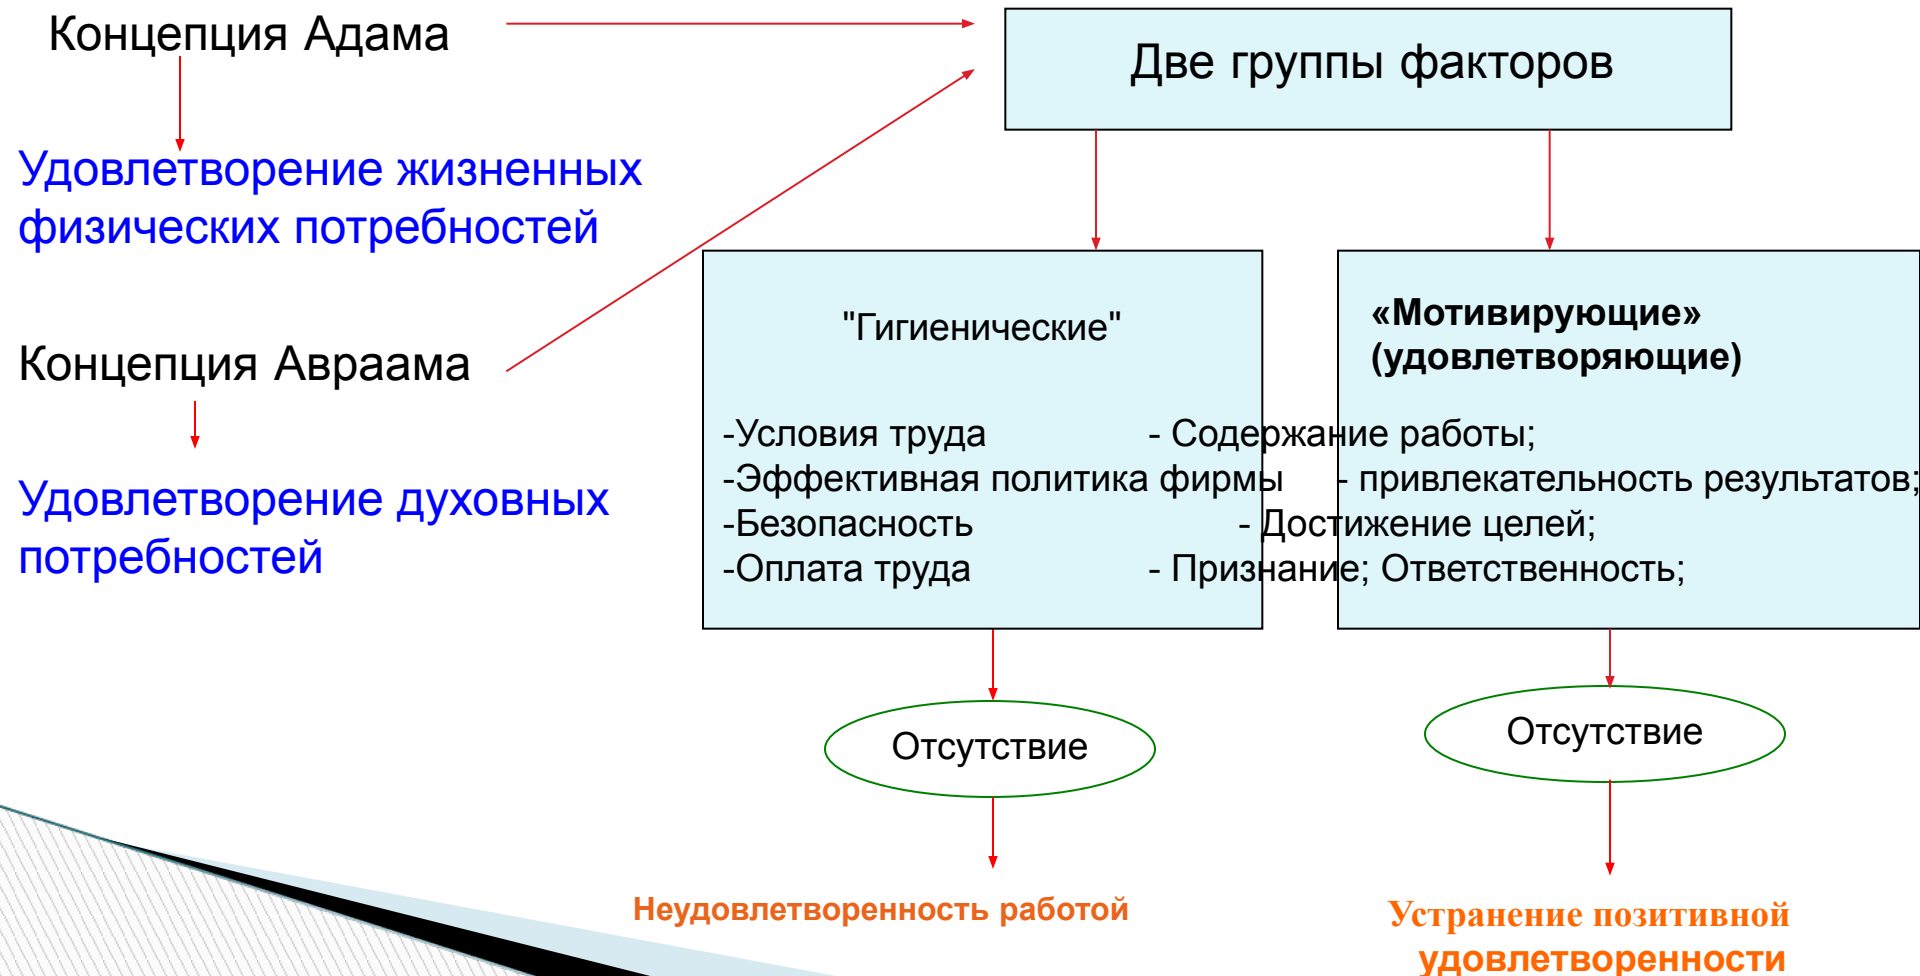 Концепция Адама
Удовлетворение жизненных
физических потребностей
Концепция Авраама
Удовлетворение духовных
потребностей
Две группы факторов
"Гигиенические"
«Мотивирующие»
(удовлетворяющие)
-Условия труда - Содержание работы;
-Эффективная политика фирмы - привлекательность результатов;
-Безопасность - Достижение целей;
-Оплата труда - Признание; Ответственность;
Отсутствие
Отсутствие
Неудовлетворенность работой
Устранение позитивной
удовлетворенности